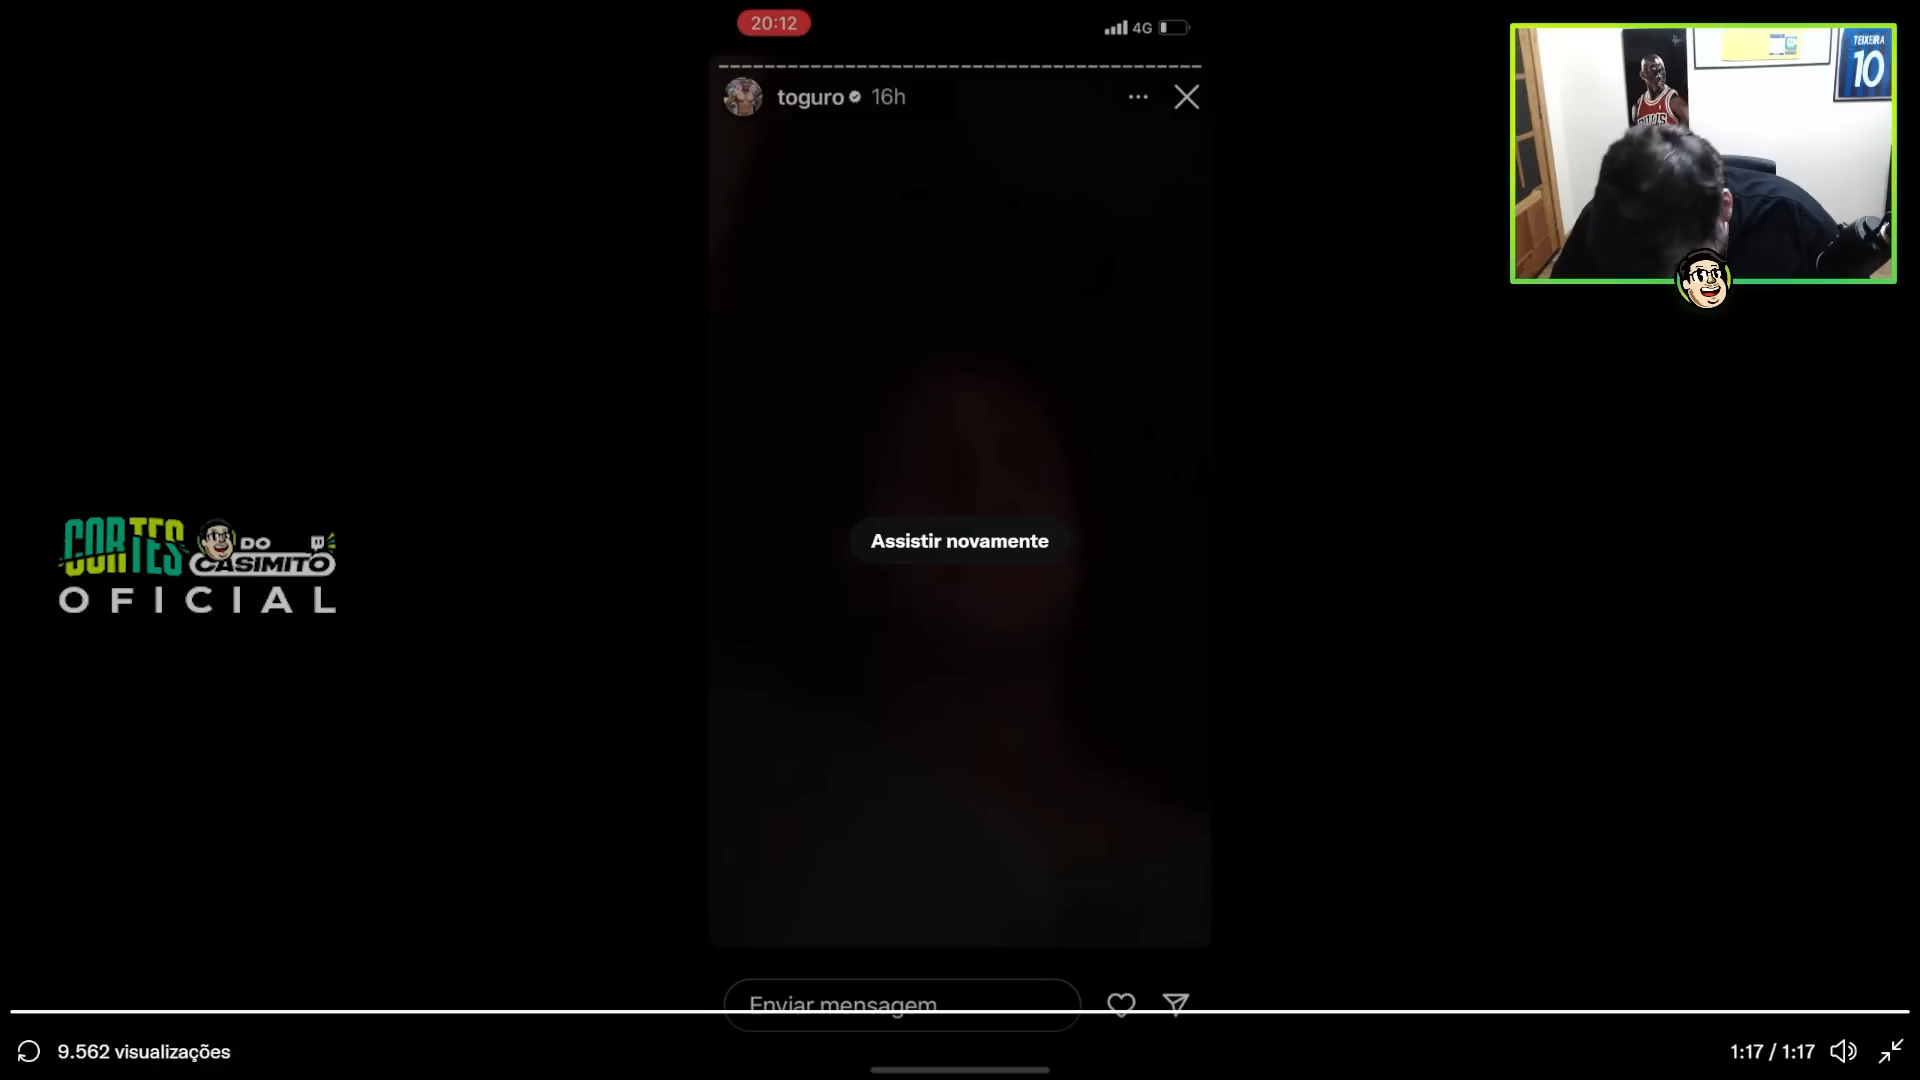 20:12
4G
toguro 16h
TEIXEIRA
10
BULLS
Assistir novamente
CORTES DO CASIMITO
OFICIAL
Enviar mensagem
9.562 visualizações
1:17 / 1:17